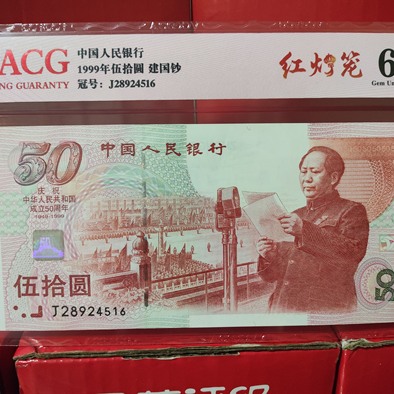 ACG
中国人民银行
1999年伍拾圆 建国钞
冠号: J28924516
红灯笼
6
ING GUARANTY
Gem Un
50
中国人民银行
庆祝
中华人民共和国
成立50周年
1949-1999
伍拾圆
50
J28924516